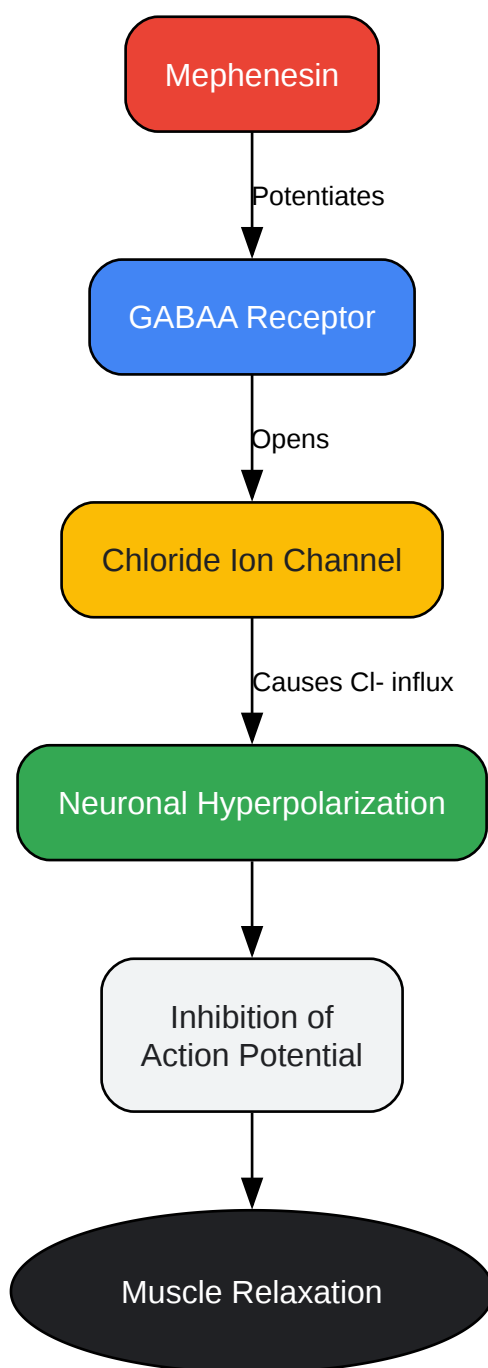 Mephenesin
Potentiates
GABAA Receptor
Opens
Chloride Ion Channel
Causes Cl- influx
Neuronal Hyperpolarization
Inhibition of
Action Potential
Muscle Relaxation